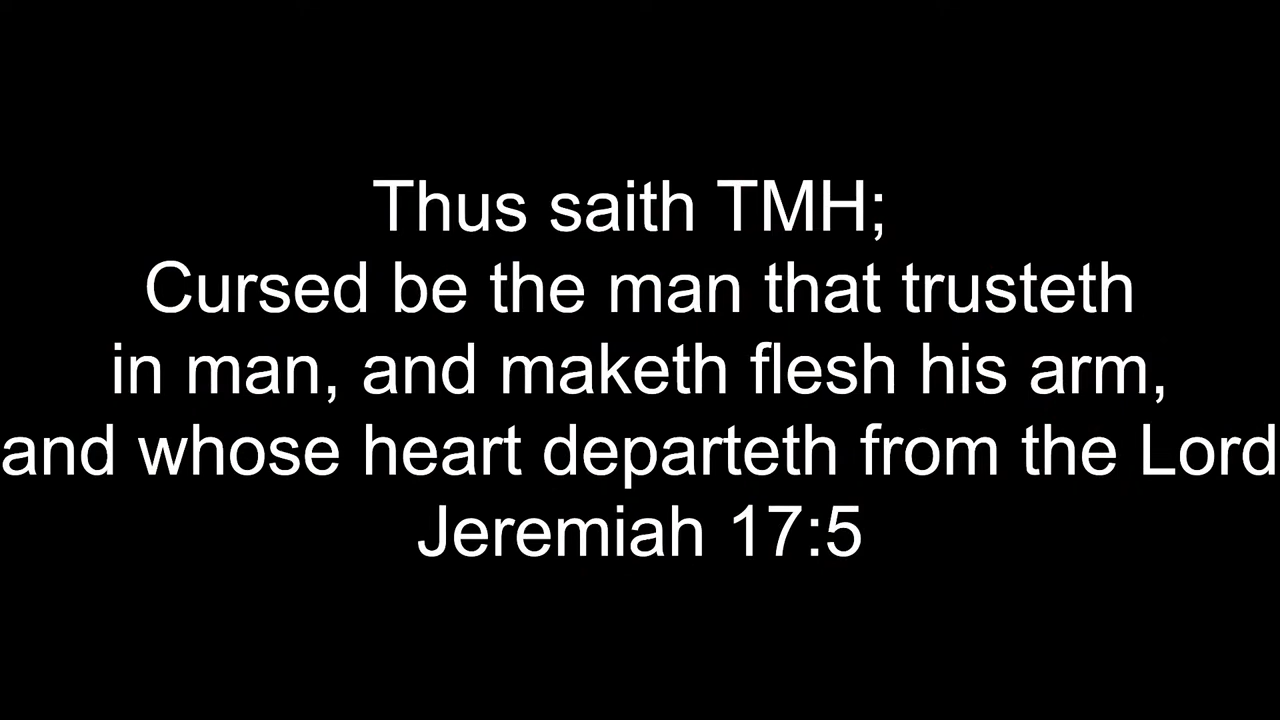 Thus saith TMH;
Cursed be the man that trusteth
in man, and maketh flesh his arm,
and whose heart departeth from the Lord
Jeremiah 17:5